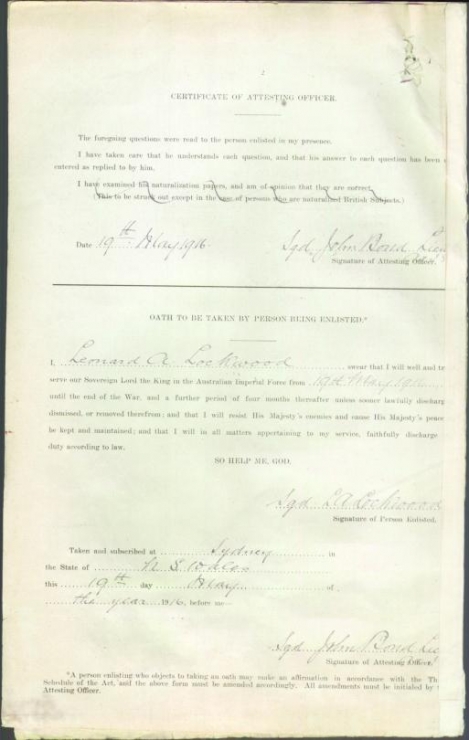 2
CERTIFICATE OF ATTESTING OFFICER.
The foregoing questions were read to the person enlisted in my presence.
I have taken care that he understands each question, and that his answer to each question has been
entered as replied to by him.
I have examined his naturalization papers, and am of opinion that they are correct.
(This to be struck out except in the case of persons who are naturalized British Subjects.)
Date 19th May 1916 Sgd. John Bond Lieu
Signature of Attesting Officer.
OATH TO BE TAKEN BY PERSON BEING ENLISTED.*
I, Leonard A Lockwood swear that I will well and tr
serve our Sovereign Lord the King in the Australian Imperial Force from 19th May 1916
until the end of the War, and a further period of four months thereafter unless sooner lawfully discharg
dismissed, or removed therefrom; and that I will resist His Majesty's enemies and cause His Majesty's peace
be kept and maintained; and that I will in all matters appertaining to my service, faithfully discharge
duty according to law.
SO HELP ME, GOD.
Sgd L A Lockwood
Signature of Person Enlisted.
Taken and subscribed at Sydney in
the State of N S Wales
this 19th day May of
the year 1916, before me—
Sgd John Bond Lie
Signature of Attesting Officer.
*A person enlisting who objects to taking an oath may make an affirmation in accordance with the Th
Schedule of the Act, and the above form must be amended accordingly. All amendments must be initialed by
Attesting Officer.